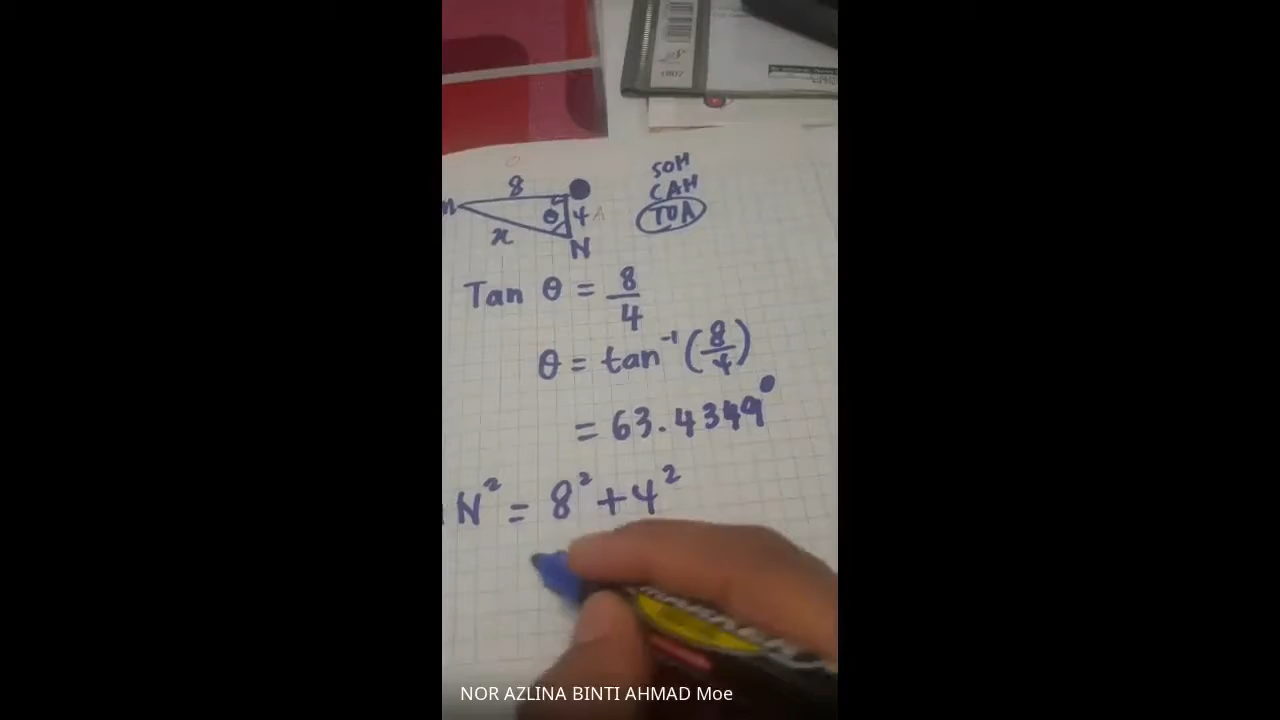 1807
O
8
SOH
CAH
TOA
M
θ
4 A
x
N
Tan θ = 8/4
θ = tan⁻¹(8/4)
= 63.4349°
N² = 8² + 4²
NOR AZLINA BINTI AHMAD Moe